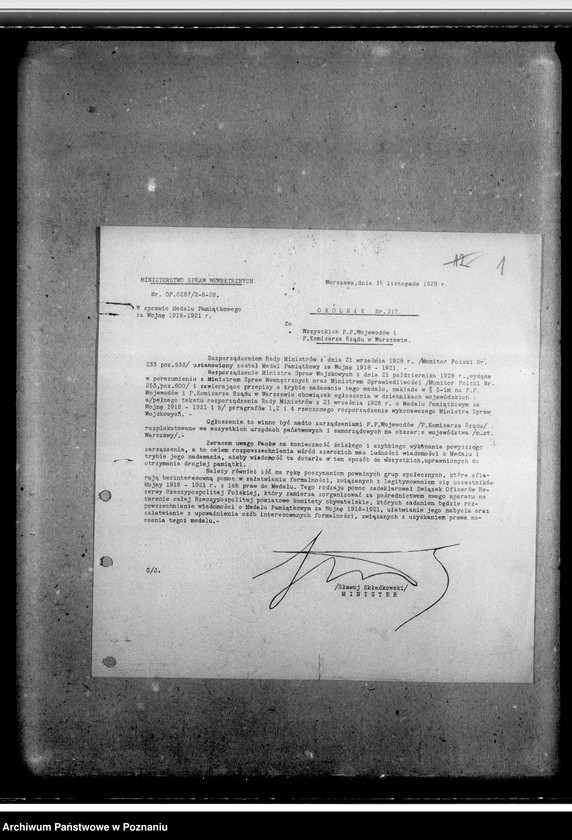 1
MINISTERSTWO SPRAW WEWNĘTRZNYCH
Warszawa, dnia 15 listopada 1928 r.
Nr. OP.6287/2-8-28.
W sprawie Medalu Pamiątkowego
za Wojnę 1918-1921 r.
OKÓLNIK Nr. 217.
Do
Wszystkich P.P.Wojewodów i
P.Komisarza Rządu w Warszawie.
Rozporządzeniem Rady Ministrów z dnia 21 września 1928 r. /Monitor Polski Nr.
233 poz.533/ ustanowiony został Medal Pamiątkowy za Wojnę 1918 - 1921. -
Rozporządzenie Ministra Spraw Wojskowych z dnia 21 października 1928 r., wydane
w porozumieniu z Ministrem Spraw Wewnętrznych oraz Ministrem Sprawiedliwości /Monitor Polski Nr.
253, poz.600/ i zawierające przepisy o trybie nadawania tego medalu, nakłada w § 3-im na P.P.
Wojewodów i P.Komisarza Rządu w Warszawie obowiązek ogłoszenia w dziennikach wojewódzkich
a/pełnego tekstu rozporządzenia Rady Ministrów z 21 września 1928 r. o Medalu Pamiątkowym za
Wojnę 1918 - 1921 i b/ paragrafów 1,2 i 4 rzeczonego rozporządzenia wykonawczego Ministra Spraw
Wojskowych. -
Ogłoszenie to winno być nadto zarządzeniami P.P.Wojewodów /P.Komisarza Rządu/
rozplakatowane we wszystkich urzędach państwowych i samorządowych na obszarze województwa /m.st.
Warszawy/.-
Zwracam uwagę Panów na konieczność ścisłego i szybkiego wykonania powyższego
zarządzenia, a to celem rozpowszechnienia wśród szerokich mas ludności wiadomości o Medalu i
trybie jego nadawania, ażeby wiadomość ta dotarła w ten sposób do wszystkich, uprawnionych do
otrzymania drogiej pamiątki.
Należy również iść na rękę poczynaniom poważnych grup społecznych, które ofia-
rują bezinteresowną pomoc w załatwianiu formalności, związanych z legitymowaniem się uczestników
Wojny 1918 - 1921 r. z ich praw do Medalu. Tego rodzaju pomoc zadeklarował Związek Oficerów Re-
zerwy Rzeczypospolitej Polskiej, który zamierza zorganizować za pośrednictwem swego aparatu na
terenie całej Rzeczypospolitej powiatowe komitety obywatelskie, których zadaniem będzie roz-
powszechnianie wiadomości o Medalu Pamiątkowym za Wojnę 1918-1921, ułatwianie jego nabycia oraz
załatwianie z upoważnienia osób interesowanych formalności, związanych z uzyskaniem prawa no-
szenia tegoż medalu.-
S/J.
/Sławoj Składkowski/
MINISTER
Archiwum Państwowe w Poznaniu